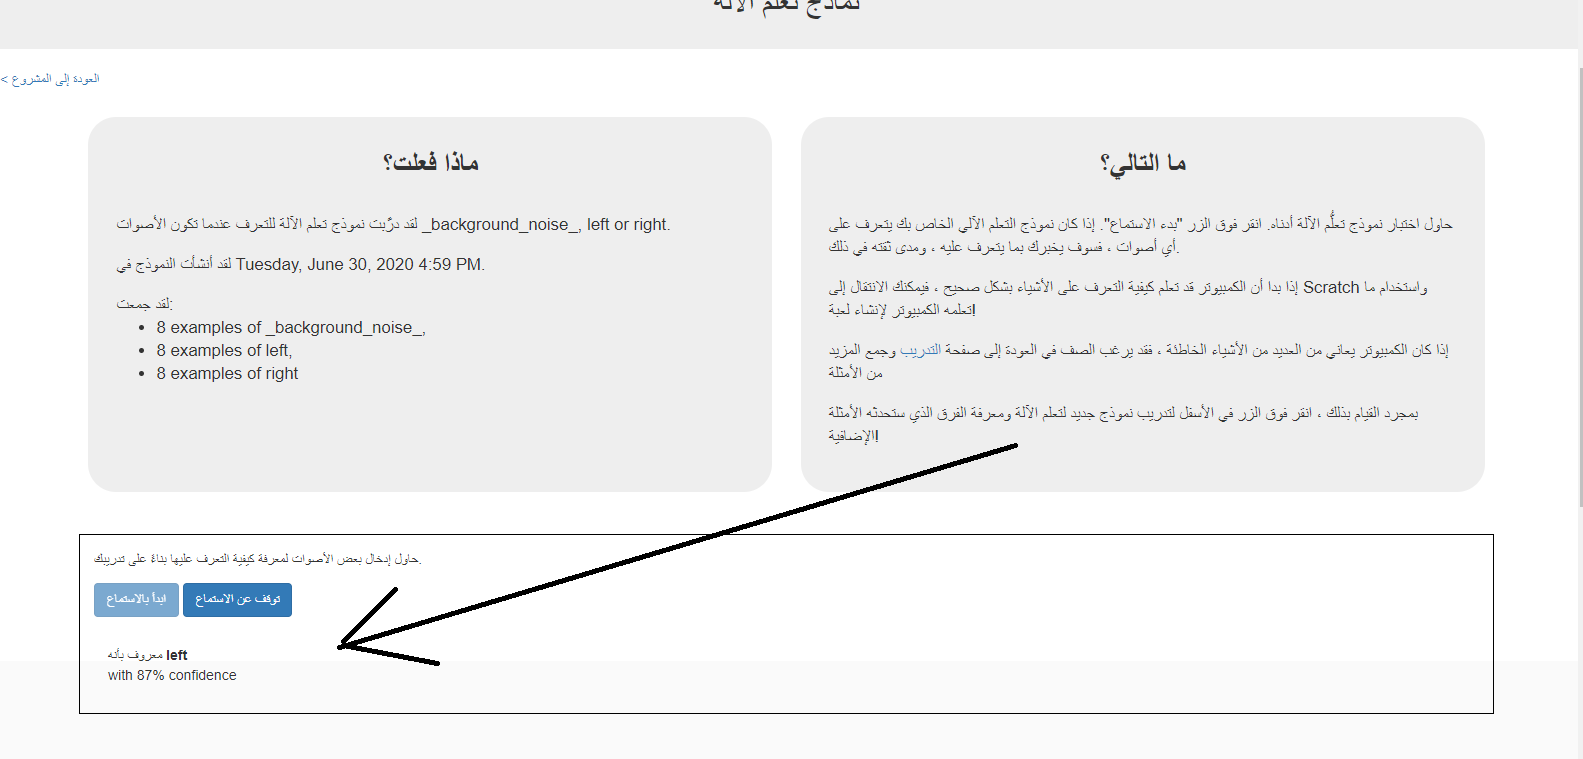 نماذج تعلم الآلة
العودة إلى المشروع >
ماذا فعلت؟
لقد درَّبت نموذج تعلم الآلة للتعرف عندما تكون الأصوات _background_noise_, left or right.
لقد أنشأت النموذج في Tuesday, June 30, 2020 4:59 PM.
لقد جمعت:
• 8 examples of _background_noise_,
• 8 examples of left,
• 8 examples of right
ما التالي؟
حاول اختبار نموذج تعلُّم الآلة أدناه. انقر فوق الزر "بدء الاستماع". إذا كان نموذج التعلم الآلي الخاص بك يتعرف على
أي أصوات ، فسوف يخبرك بما يتعرف عليه ، ومدى ثقته في ذلك.
إذا بدا أن الكمبيوتر قد تعلم كيفية التعرف على الأشياء بشكل صحيح ، فيمكنك الانتقال إلى Scratch واستخدام ما
تعلمه الكمبيوتر لإنشاء لعبة!
إذا كان الكمبيوتر يعاني من العديد من الأشياء الخاطئة ، فقد يرغب الصف في العودة إلى صفحة التدريب وجمع المزيد
من الأمثلة
بمجرد القيام بذلك ، انقر فوق الزر في الأسفل لتدريب نموذج جديد لتعلم الآلة ومعرفة الفرق الذي ستحدثه الأمثلة
الإضافية!
حاول إدخال بعض الأصوات لمعرفة كيفية التعرف عليها بناءً على تدريبك.
ابدأ بالاستماع
توقف عن الاستماع
معروف بأنه left
with 87% confidence